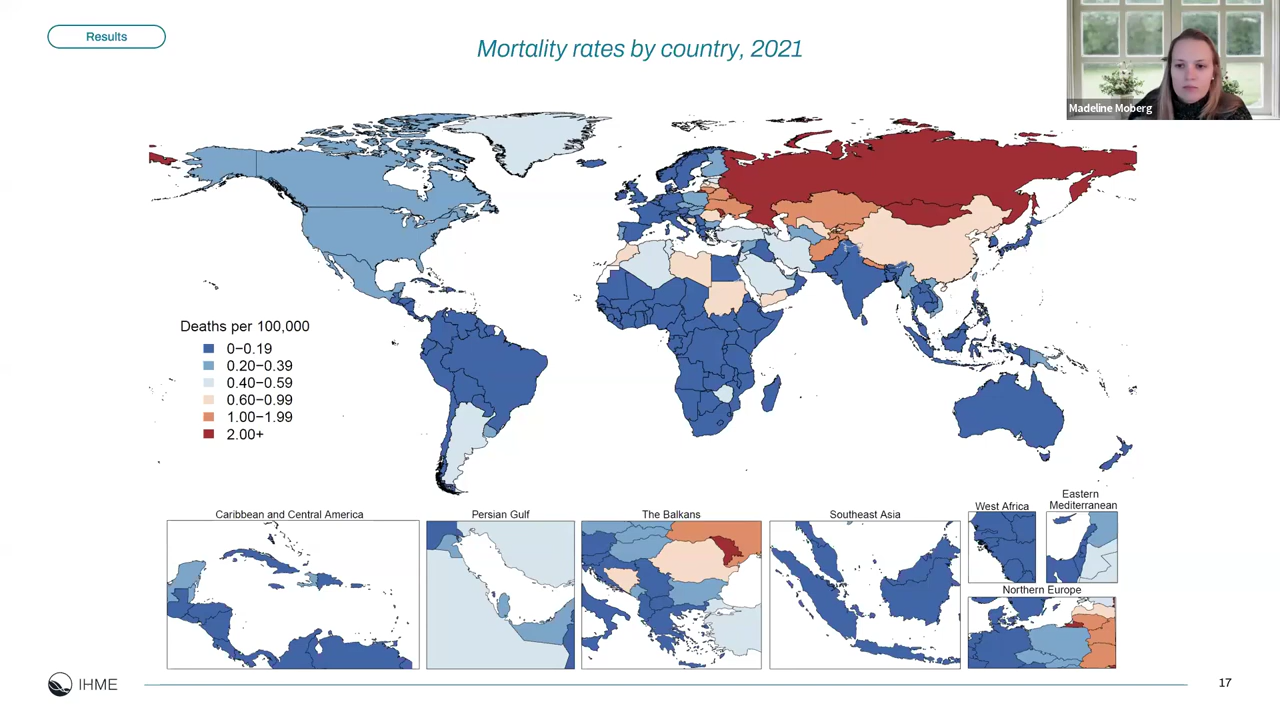 Results
Mortality rates by country, 2021
Madeline Moberg
Deaths per 100,000
0−0.19
0.20−0.39
0.40−0.59
0.60−0.99
1.00−1.99
2.00+
Caribbean and Central America
Persian Gulf
The Balkans
Southeast Asia
West Africa
Eastern
Mediterranean
Northern Europe
IHME
17